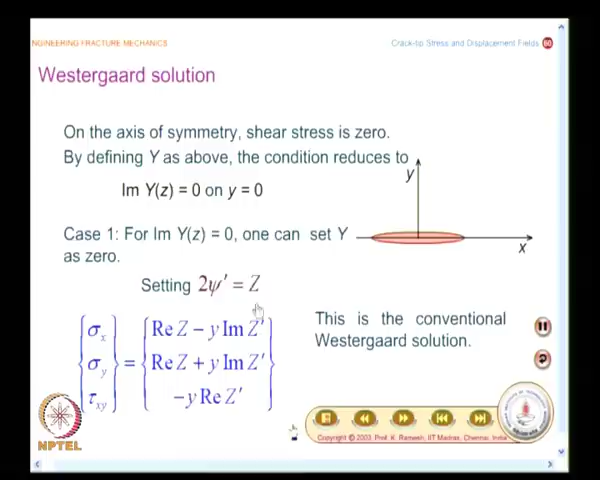 NGINEERING FRACTURE MECHANICS
Crack-tip Stress and Displacement Fields 60
Westergaard solution
On the axis of symmetry, shear stress is zero.
By defining Y as above, the condition reduces to
Im Y(z) = 0 on y = 0
y
x
Case 1: For Im Y(z) = 0, one can set Y
as zero.
Setting 2ψ′ = Z
{σx σy τxy} = {Re Z − y Im Z′ Re Z + y Im Z′ −y Re Z′}
This is the conventional
Westergaard solution.
NPTEL
Copyright © 2003, Prof. K. Ramesh, IIT Madras, Chennai, India